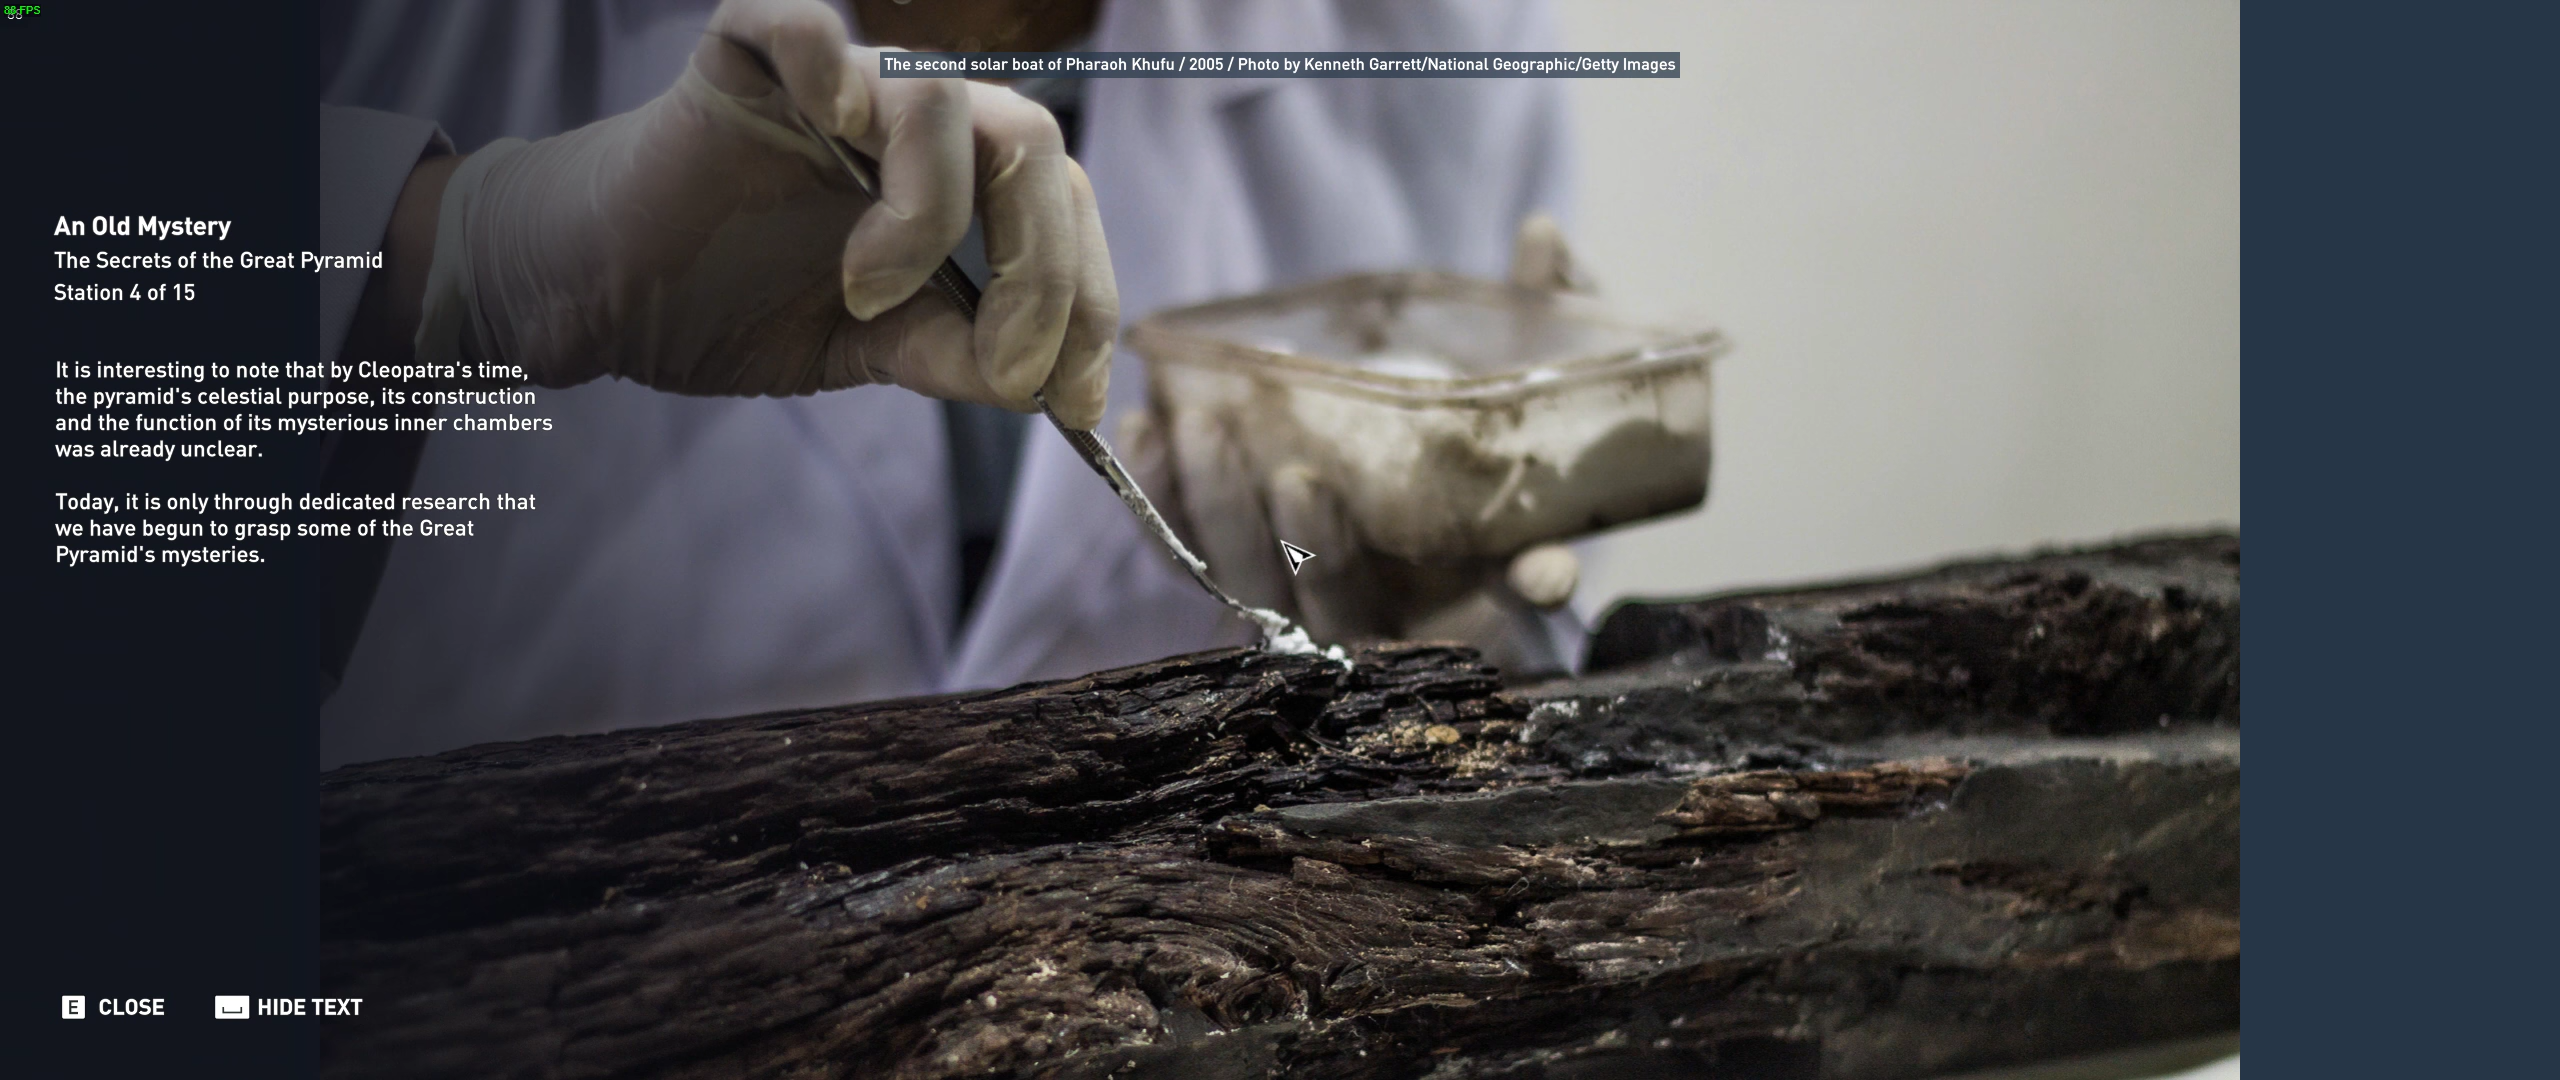 The second solar boat of Pharaoh Khufu / 2005 / Photo by Kenneth Garrett/National Geographic/Getty Images
An Old Mystery
The Secrets of the Great Pyramid
Station 4 of 15
It is interesting to note that by Cleopatra's time,
the pyramid's celestial purpose, its construction
and the function of its mysterious inner chambers
was already unclear.
Today, it is only through dedicated research that
we have begun to grasp some of the Great
Pyramid's mysteries.
E CLOSE HIDE TEXT